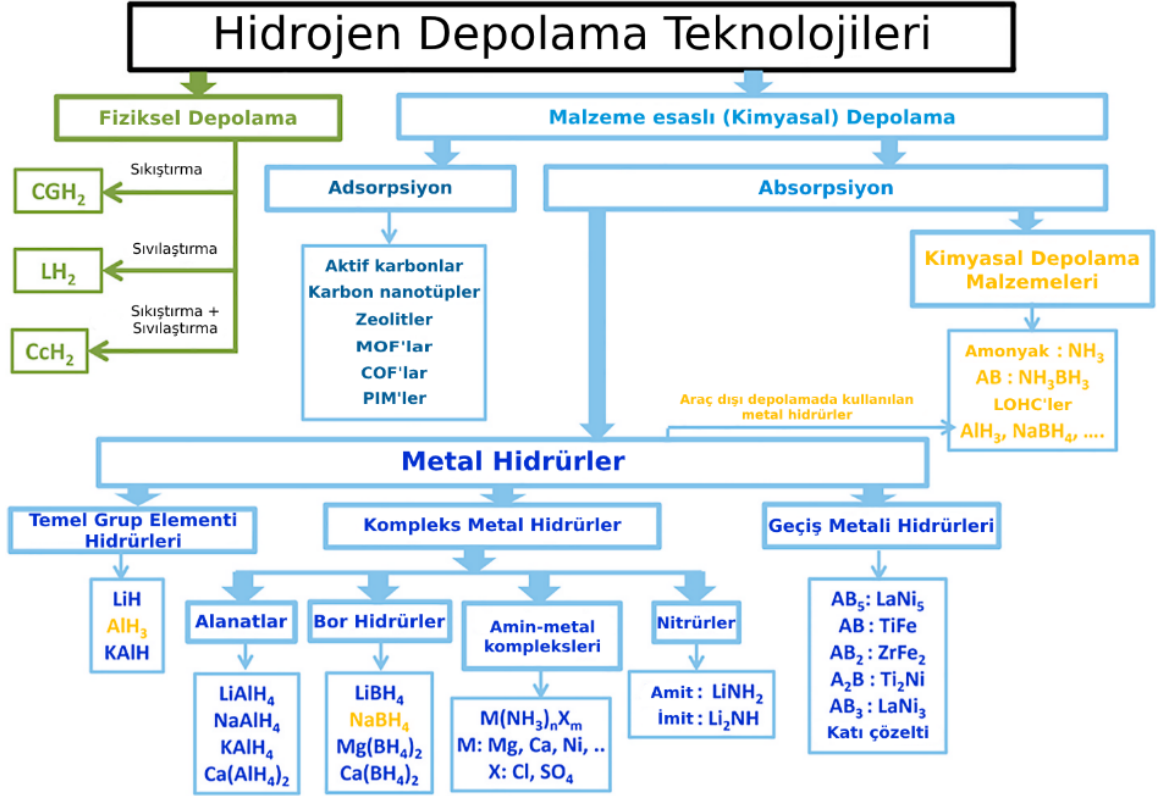 Hidrojen Depolama Teknolojileri
Fiziksel Depolama
Malzeme esaslı (Kimyasal) Depolama
Sıkıştırma
CGH₂
Sıvılaştırma
LH₂
Sıkıştırma +
Sıvılaştırma
CcH₂
Adsorpsiyon
Absorpsiyon
Aktif karbonlar
Karbon nanotüpler
Zeolitler
MOF'lar
COF'lar
PIM'ler
Kimyasal Depolama
Malzemeleri
Amonyak : NH₃
AB : NH₃BH₃
LOHC'ler
AlH₃, NaBH₄, ....
Araç dışı depolamada kullanılan
metal hidrürler
Metal Hidrürler
Temel Grup Elementi
Hidrürleri
LiH
AlH₃
KAlH
Kompleks Metal Hidrürler
Alanatlar
LiAlH₄
NaAlH₄
KAlH₄
Ca(AlH₄)₂
Bor Hidrürler
LiBH₄
NaBH₄
Mg(BH₄)₂
Ca(BH₄)₂
Amin-metal
kompleksleri
M(NH₃)ₙXₘ
M: Mg, Ca, Ni, ..
X: Cl, SO₄
Nitrürler
Amit : LiNH₂
İmit : Li₂NH
Geçiş Metali Hidrürleri
AB₅: LaNi₅
AB : TiFe
AB₂ : ZrFe₂
A₂B : Ti₂Ni
AB₃ : LaNi₃
Katı çözelti